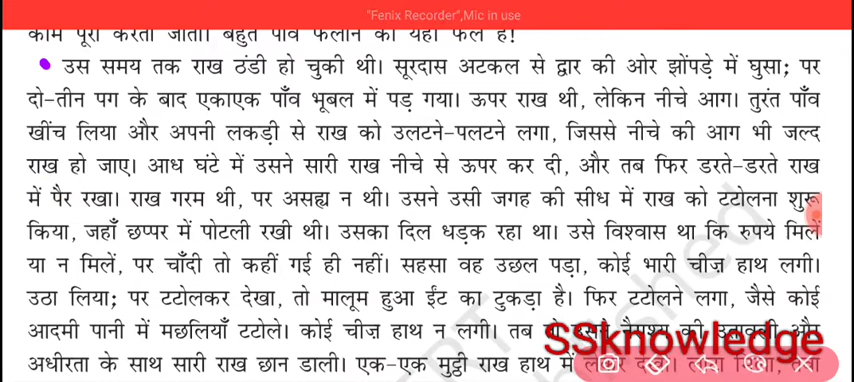 "Fenix Recorder",Mic in use
काम पूरा करता जाता। बहुत पाँव फैलाने का यही फल है!
उस समय तक राख ठंडी हो चुकी थी। सूरदास अटकल से द्वार की ओर झोंपड़े में घुसा; पर
दो-तीन पग के बाद एकाएक पाँव भूबल में पड़ गया। ऊपर राख थी, लेकिन नीचे आग। तुरंत पाँव
खींच लिया और अपनी लकड़ी से राख को उलटने-पलटने लगा, जिससे नीचे की आग भी जल्द
राख हो जाए। आध घंटे में उसने सारी राख नीचे से ऊपर कर दी, और तब फिर डरते-डरते राख
में पैर रखा। राख गरम थी, पर असह्य न थी। उसने उसी जगह की सीध में राख को टटोलना शुरू
किया, जहाँ छप्पर में पोटली रखी थी। उसका दिल धड़क रहा था। उसे विश्वास था कि रुपये मिलें
या न मिलें, पर चाँदी तो कहीं गई ही नहीं। सहसा वह उछल पड़ा, कोई भारी चीज़ हाथ लगी।
उठा लिया; पर टटोलकर देखा, तो मालूम हुआ ईंट का टुकड़ा है। फिर टटोलने लगा, जैसे कोई
आदमी पानी में मछलियाँ टटोले। कोई चीज़ हाथ न लगी। तब तो उसने नैराश्य की उतावली और
अधीरता के साथ सारी राख छान डाली। एक-एक मुट्ठी राख हाथ में
SSknowledge